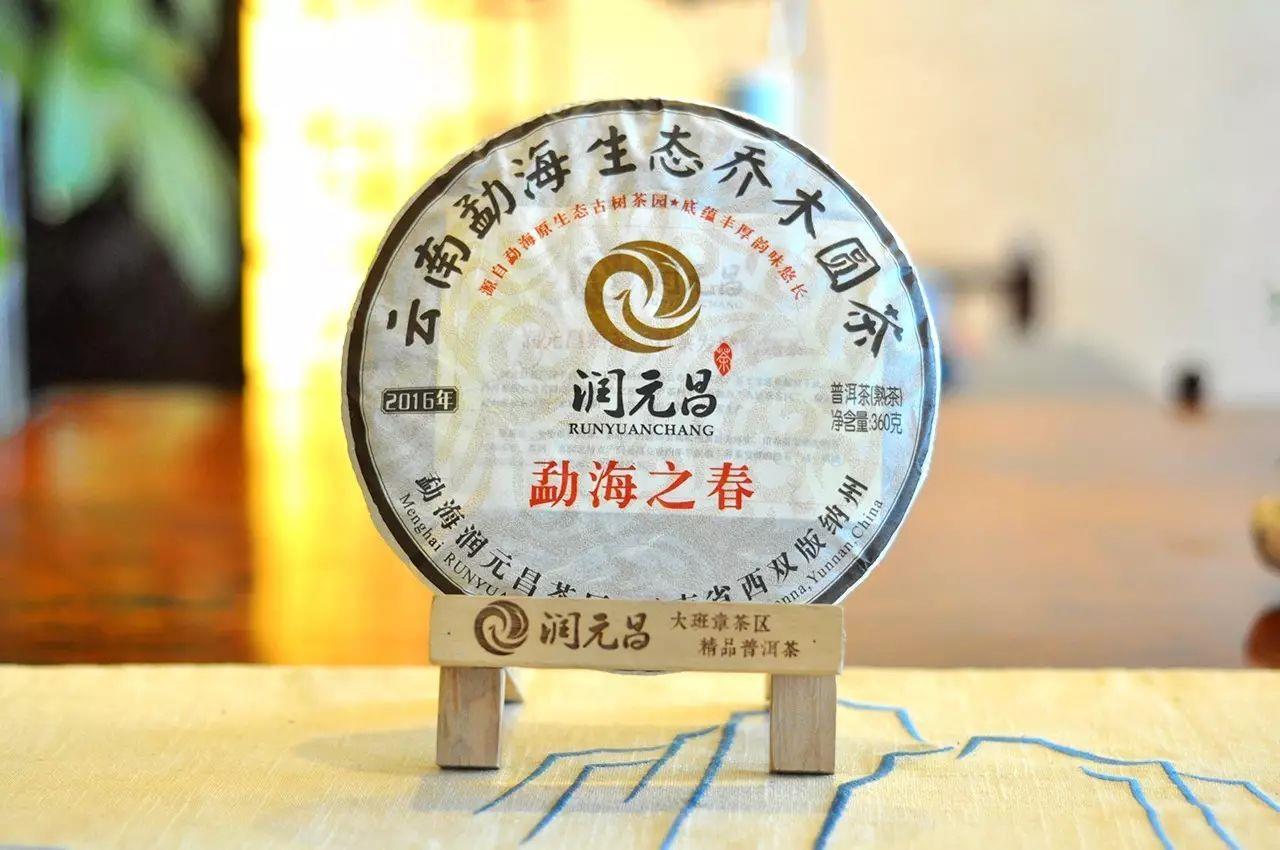 云南勐海生态乔木圆茶
源自勐海原生态古树茶园★底蕴丰厚韵味悠长
茶
润元昌
RUNYUANCHANG
2016年
普洱茶(熟茶)
净含量:360克
勐海之春
勐海润元昌茶 省西双版纳州
Menghai Yunnan China
润元昌
大班章茶区
精品普洱茶